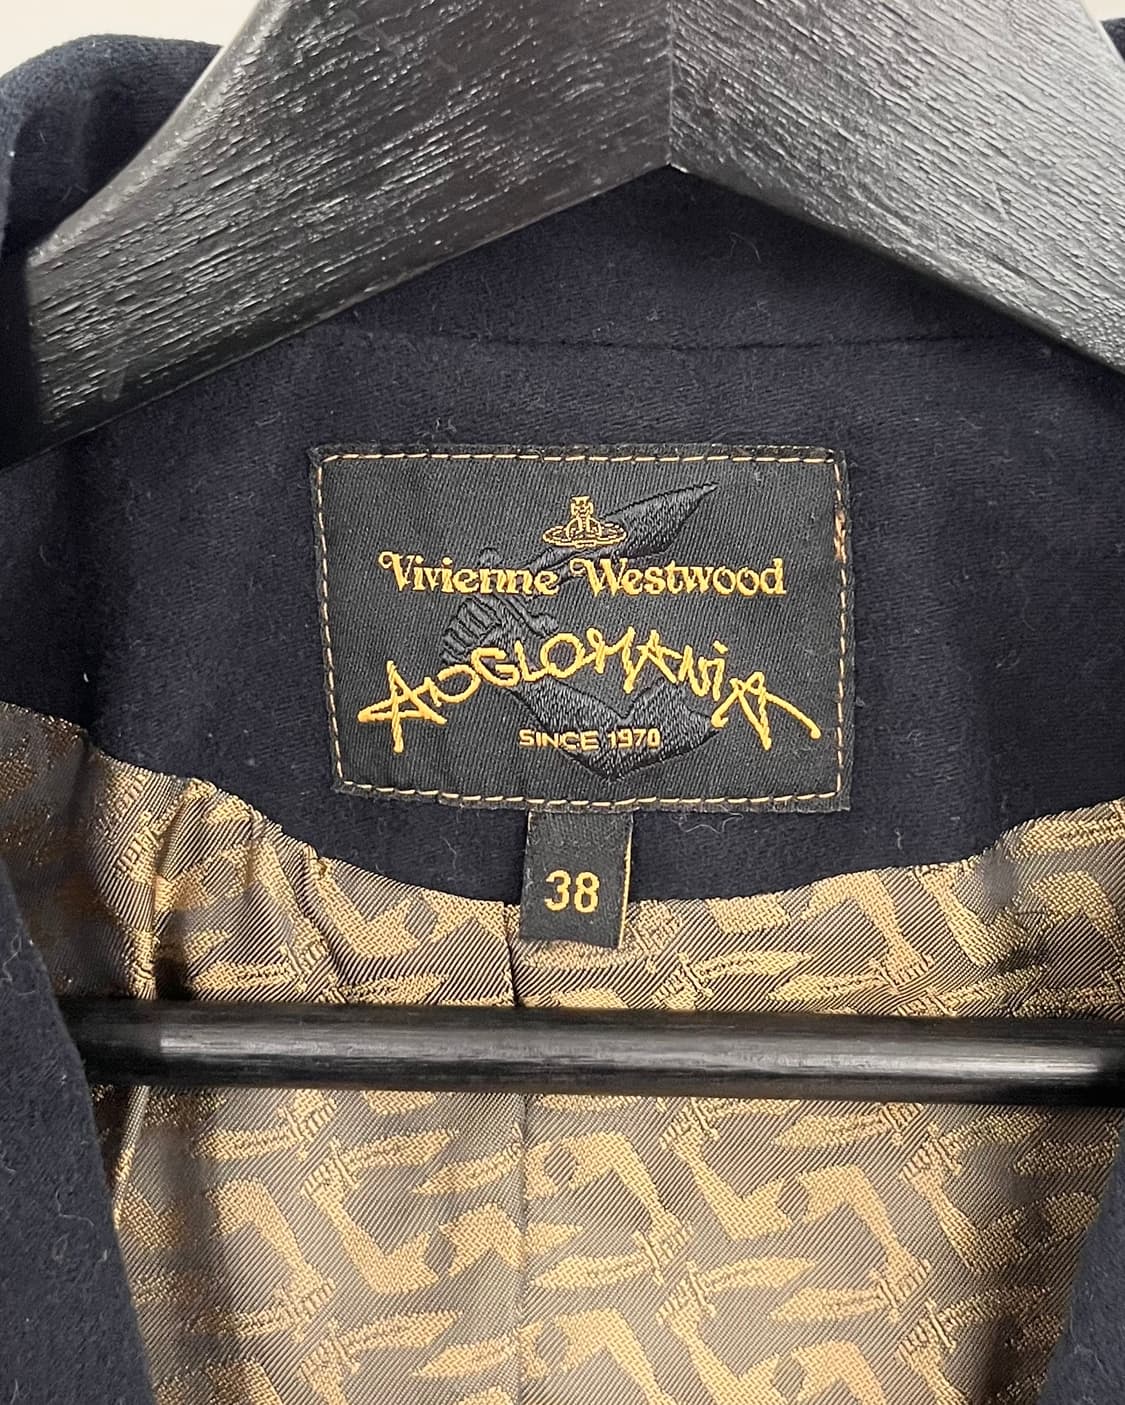 Vivienne Westwood
ANGLOMANiA
SINCE 1970
38